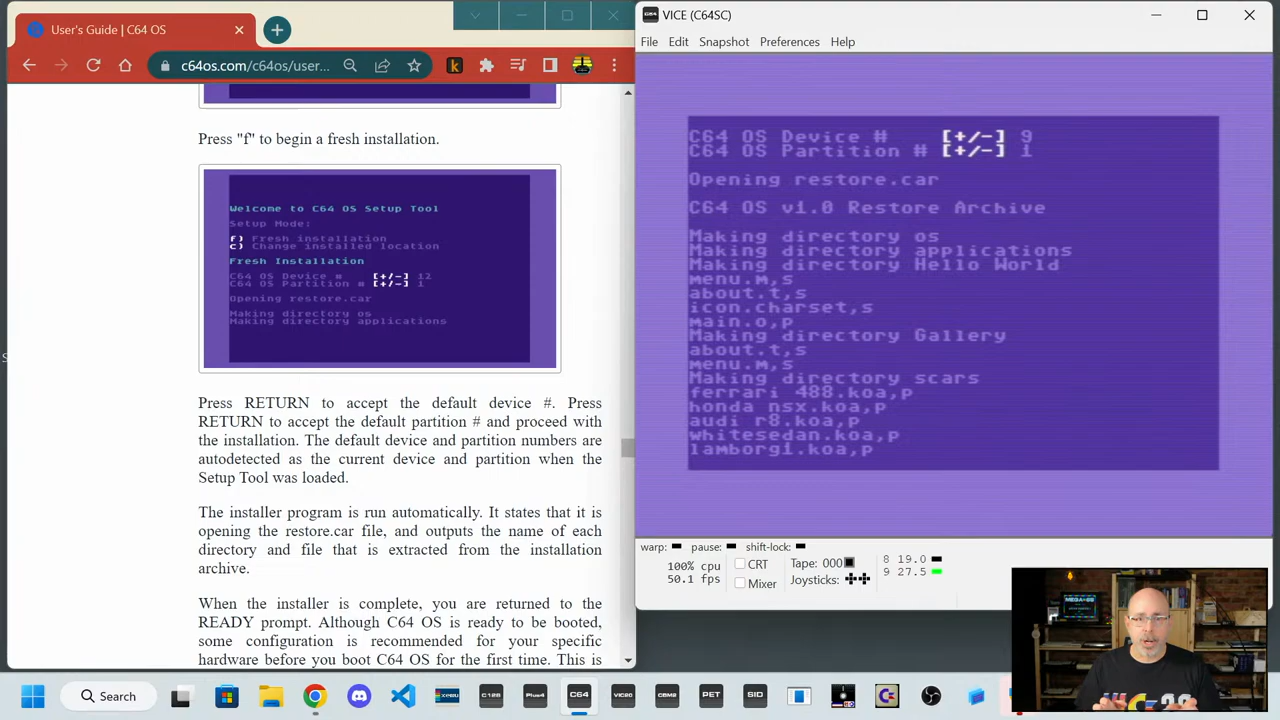 User's Guide | C64 OS
c64os.com/c64os/user...
Press "f" to begin a fresh installation.
Welcome to C64 OS Setup Tool
Setup Mode:
f) Fresh installation
c) Change installed location
Fresh Installation
C64 OS Device # [+/-] 12
C64 OS Partition # [+/-] 1
Opening restore.car
Making directory os
Making directory applications
Press RETURN to accept the default device #. Press
RETURN to accept the default partition # and proceed with
the installation. The default device and partition numbers are
autodetected as the current device and partition when the
Setup Tool was loaded.
The installer program is run automatically. It states that it is
opening the restore.car file, and outputs the name of each
directory and file that is extracted from the installation
archive.
When the installer is complete, you are returned to the
READY prompt. Although C64 OS is ready to be booted,
some configuration is recommended for your specific
hardware before you boot C64 OS for the first time. This is
VICE (C64SC)
File Edit Snapshot Preferences Help
C64 OS Device # [+/-] 9
C64 OS Partition # [+/-] 1
Opening restore.car
C64 OS v1.0 Restore Archive
Making directory os
Making directory applications
Making directory Hello World
menu.m,s
about.t,s
icon.charset,s
main.o,p
Making directory Gallery
about.t,s
menu.m,s
Making directory scars
ferrari 488.koa,p
honda nsx.koa,p
audi r8.koa,p
whitesedan.koa,p
lamborgi.koa,p
warp: pause: shift-lock:
100% cpu
50.1 fps
CRT
Mixer
Tape: 000
Joysticks:
8 19.0
9 27.5
MEGA65
Search
C128 Plus4 C64 VIC20 CBM2 PET SID